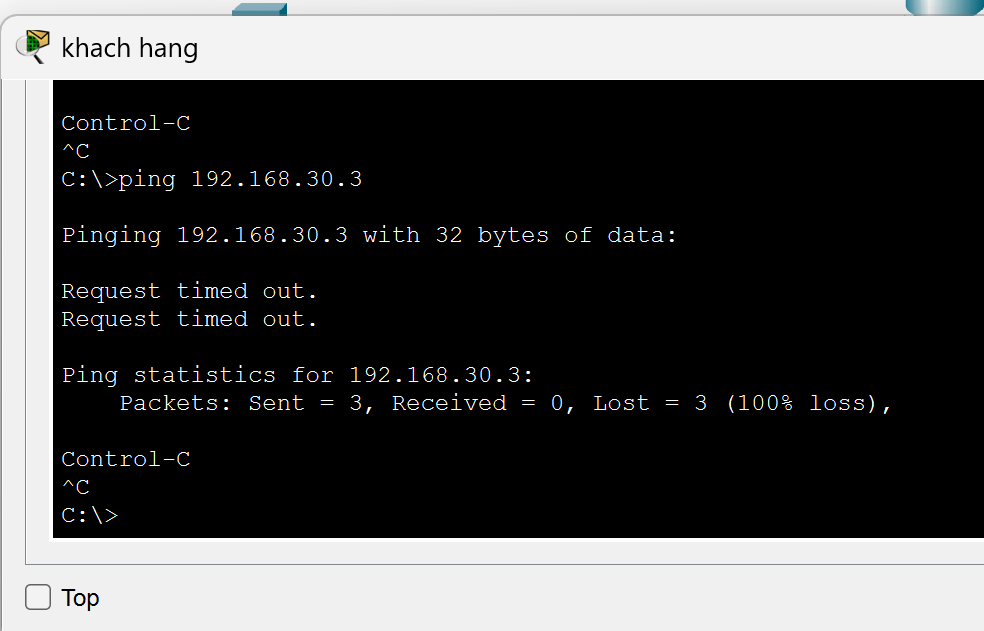 khach hang
Control-C
^C
C:\>ping 192.168.30.3
Pinging 192.168.30.3 with 32 bytes of data:
Request timed out.
Request timed out.
Ping statistics for 192.168.30.3:
    Packets: Sent = 3, Received = 0, Lost = 3 (100% loss),
Control-C
^C
C:\>
Top